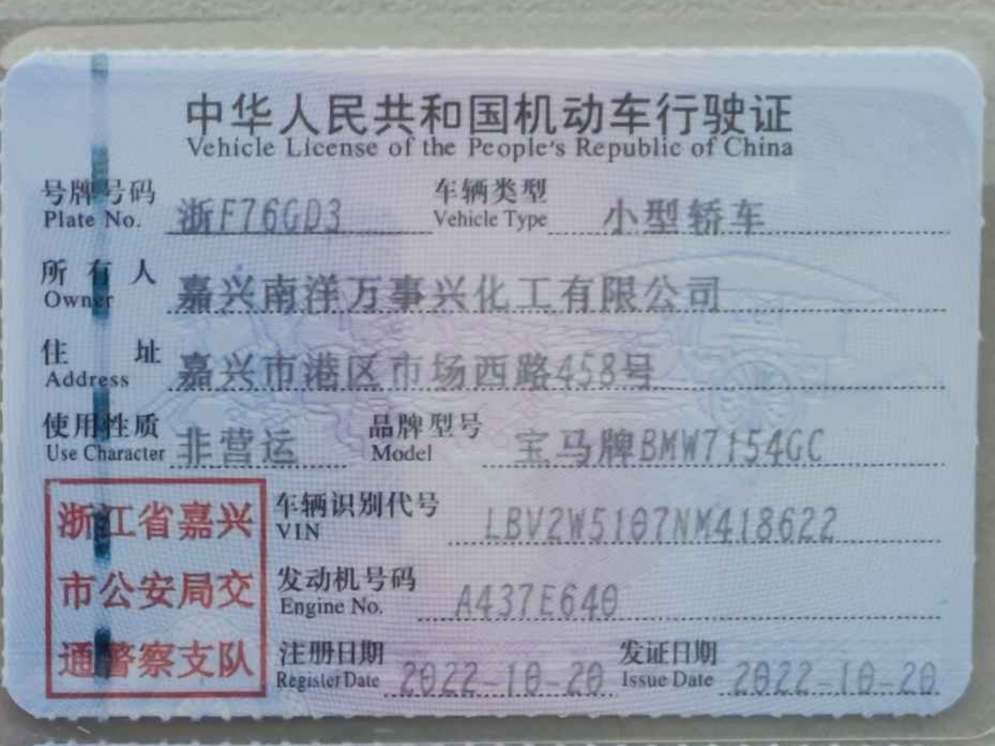 中华人民共和国机动车行驶证
Vehicle License of the People's Republic of China
号牌号码 浙F76GD3 车辆类型 小型轿车
Plate No. Vehicle Type
所有人 嘉兴南洋万事兴化工有限公司
Owner
住址 嘉兴市港区市场西路458号
Address
使用性质 非营运 品牌型号 宝马牌BMW7154GC
Use Character Model
浙江省嘉兴
市公安局交
通警察支队
车辆识别代号 LBV2W5107NM418622
VIN
发动机号码 A437E640
Engine No.
注册日期 2022-10-20 发证日期 2022-10-20
Register Date Issue Date